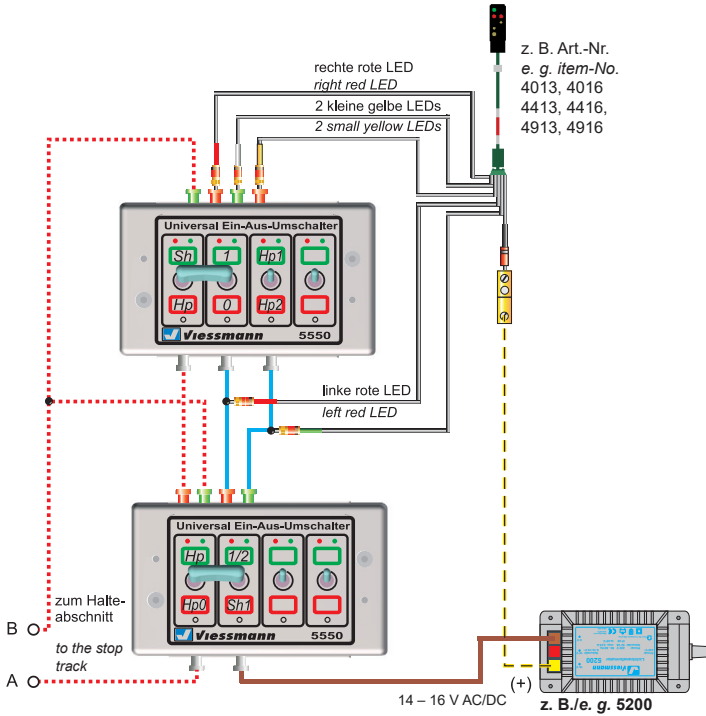 z. B. Art.-Nr.
e. g. item-No.
4013, 4016
4413, 4416,
4913, 4916
rechte rote LED
right red LED
2 kleine gelbe LEDs
2 small yellow LEDs
Universal Ein-Aus-Umschalter
Sh 1 Hp1
Hp 0 Hp2
Viessmann 5550
linke rote LED
left red LED
Universal Ein-Aus-Umschalter
Hp 1/2
Hp0 Sh1
Viessmann 5550
zum Halte-
abschnitt
to the stop
track
B
A
(+)
14 – 16 V AC/DC
5200
Viessmann
z. B./e. g. 5200